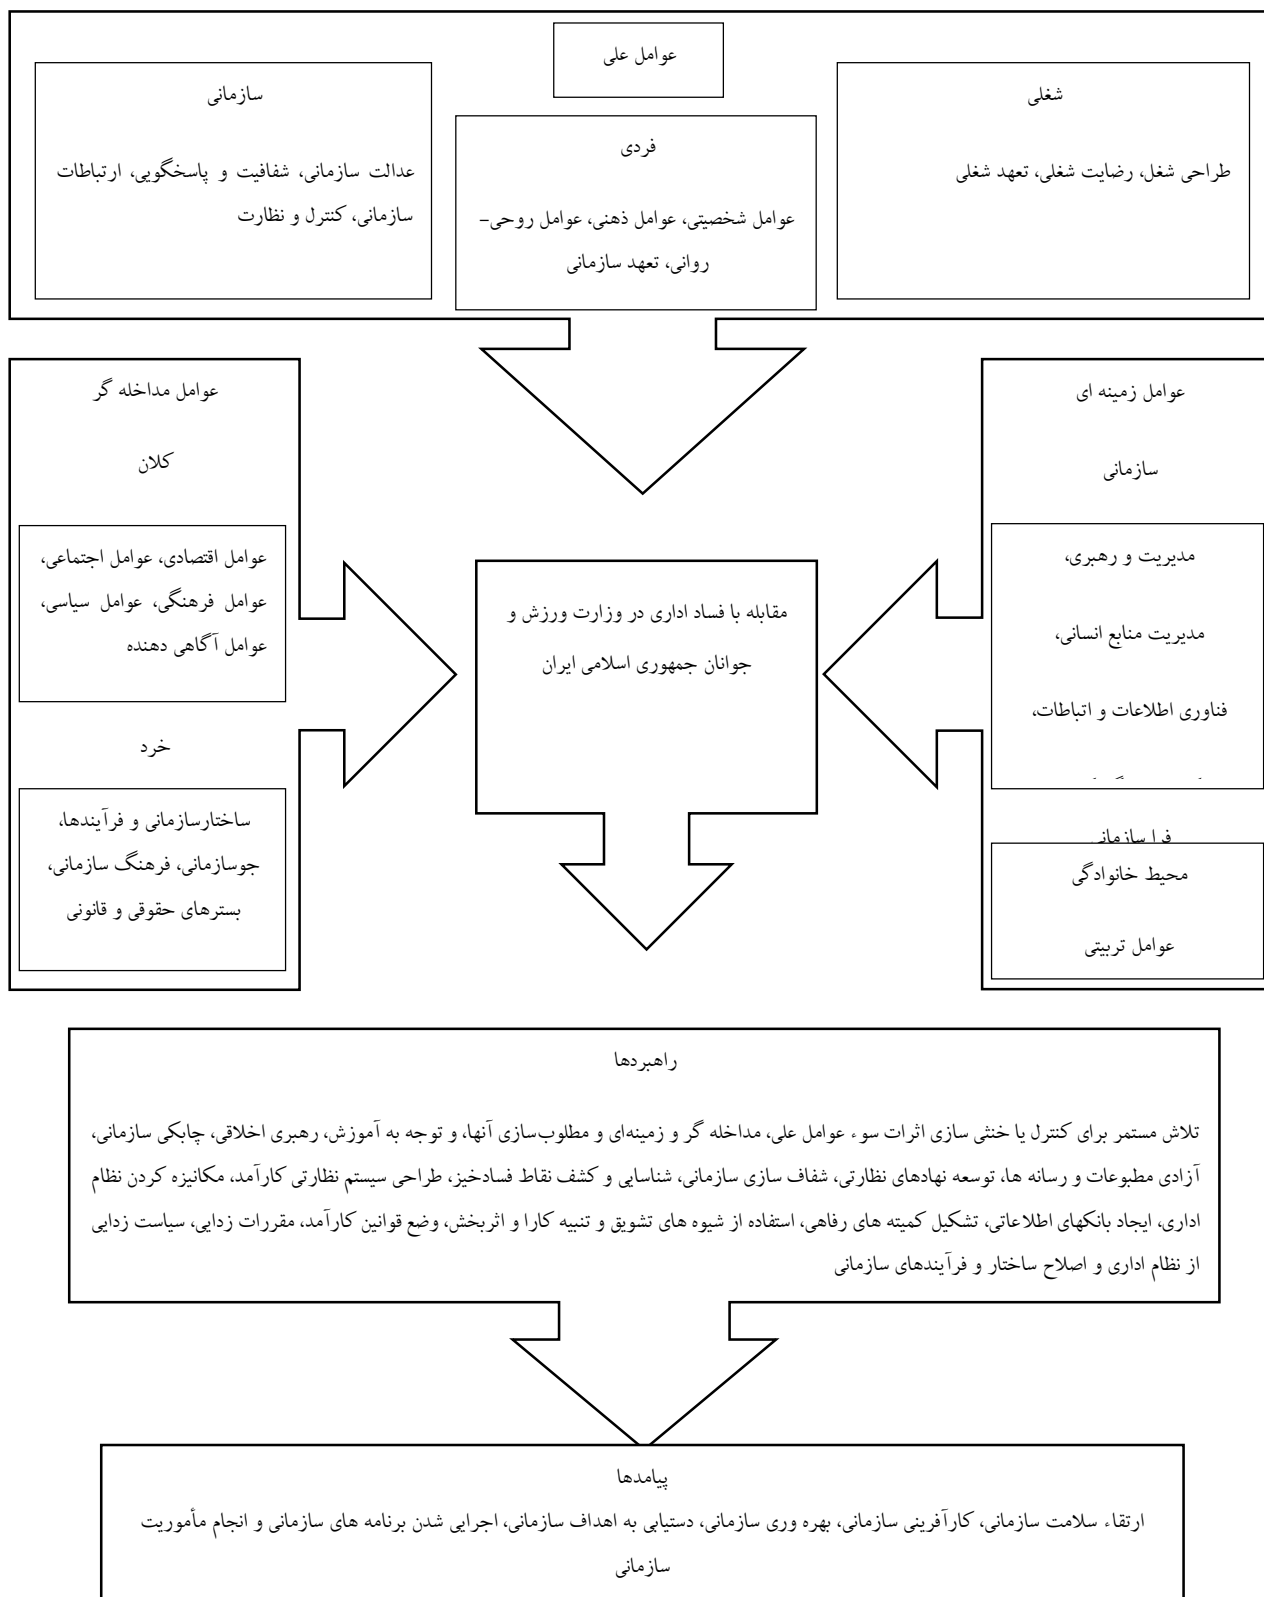 عوامل علی
شغلی
طراحی شغل، رضایت شغلی، تعهد شغلی
فردی
عوامل شخصیتی، عوامل ذهنی، عوامل روحی-
روانی، تعهد سازمانی
سازمانی
عدالت سازمانی، شفافیت و پاسخگویی، ارتباطات
سازمانی، کنترل و نظارت
عوامل زمینه ای
سازمانی
مدیریت و رهبری،
مدیریت منابع انسانی،
فناوری اطلاعات و اتباطات،
فرا سازمانی
محیط خانوادگی
عوامل تربیتی
مقابله با فساد اداری در وزارت ورزش و
جوانان جمهوری اسلامی ایران
عوامل مداخله گر
کلان
عوامل اقتصادی، عوامل اجتماعی،
عوامل فرهنگی، عوامل سیاسی،
عوامل آگاهی دهنده
خرد
ساختارسازمانی و فرآیندها،
جوسازمانی، فرهنگ سازمانی،
بسترهای حقوقی و قانونی
راهبردها
تلاش مستمر برای کنترل یا خنثی سازی اثرات سوء عوامل علی، مداخله گر و زمینه‌ای و مطلوب‌سازی آنها، و توجه به آموزش، رهبری اخلاقی، چابکی سازمانی،
آزادی مطبوعات و رسانه ها، توسعه نهادهای نظارتی، شفاف سازی سازمانی، شناسایی و کشف نقاط فسادخیز، طراحی سیستم نظارتی کارآمد، مکانیزه کردن نظام
اداری، ایجاد بانکهای اطلاعاتی، تشکیل کمیته های رفاهی، استفاده از شیوه های تشویق و تنبیه کارا و اثربخش، وضع قوانین کارآمد، مقررات زدایی، سیاست زدایی
از نظام اداری و اصلاح ساختار و فرآیندهای سازمانی
پیامدها
ارتقاء سلامت سازمانی، کارآفرینی سازمانی، بهره وری سازمانی، دستیابی به اهداف سازمانی، اجرایی شدن برنامه های سازمانی و انجام مأموریت
سازمانی